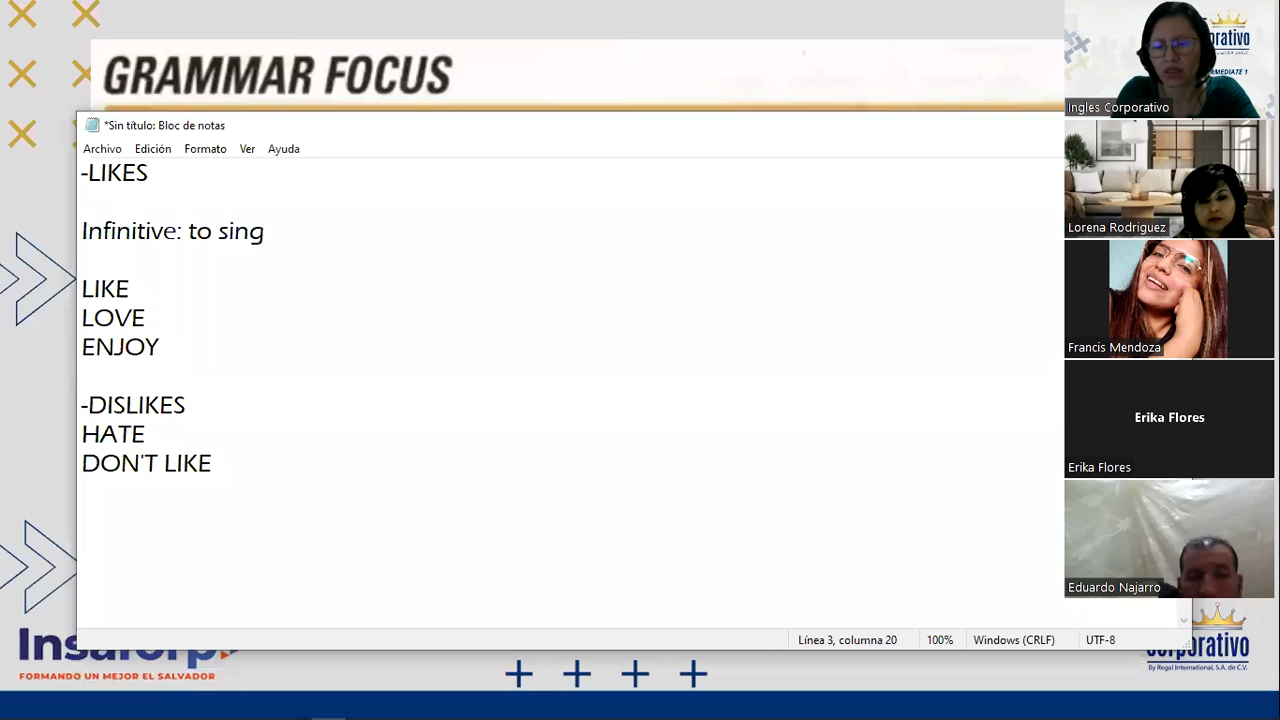 GRAMMAR FOCUS
*Sin título: Bloc de notas
Archivo Edición Formato Ver Ayuda
-LIKES
Infinitive: to sing
LIKE
LOVE
ENJOY
-DISLIKES
HATE
DON'T LIKE
Línea 3, columna 20 100% Windows (CRLF) UTF-8
FORMANDO UN MEJOR EL SALVADOR
orporativo
By Regal International, S.A. de C.V.
Ingles Corporativo
Lorena Rodriguez
Francis Mendoza
Erika Flores
Erika Flores
Eduardo Najarro